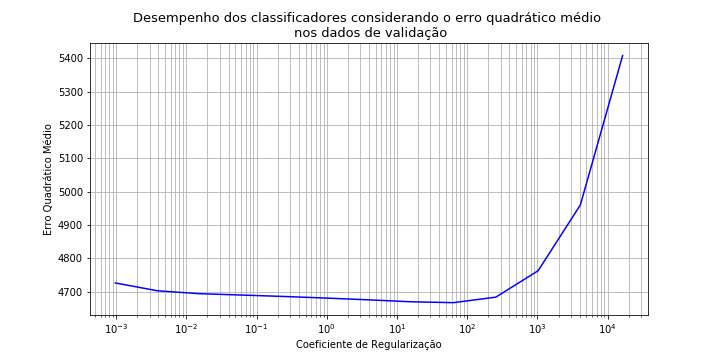 Desempenho dos classificadores considerando o erro quadrático médio
nos dados de validação
Erro Quadrático Médio
5400
5300
5200
5100
5000
4900
4800
4700
10⁻³ 10⁻² 10⁻¹ 10⁰ 10¹ 10² 10³ 10⁴
Coeficiente de Regularização